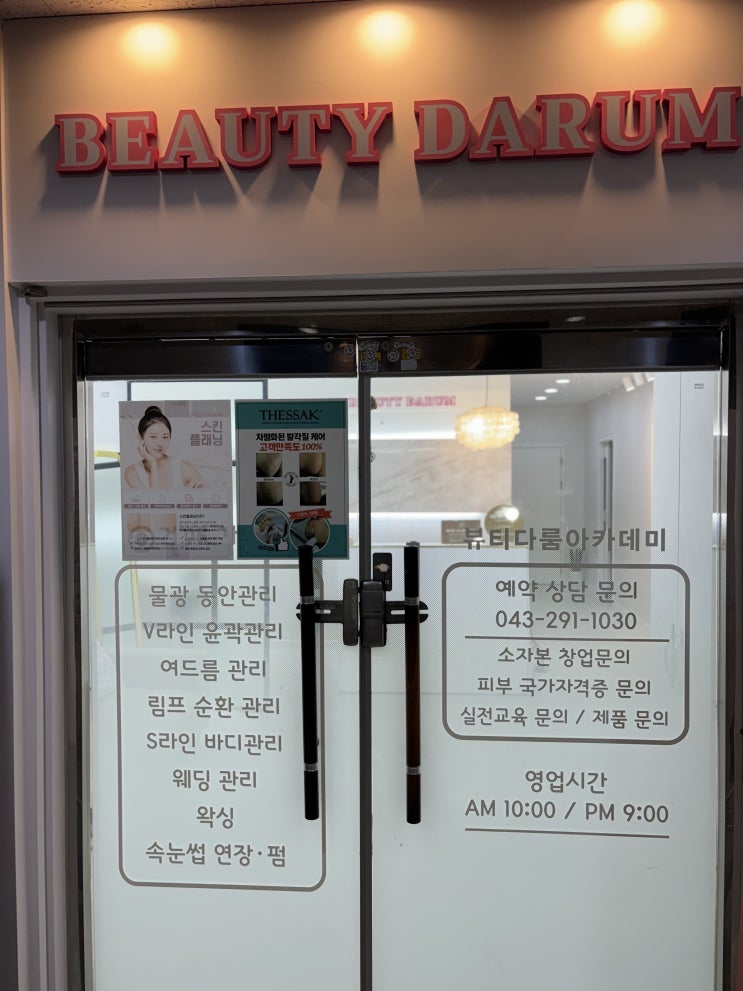 BEAUTY DARUM
BEAUTY DARUM
스킨
플래닝
THESSAK
차별화된 발각질 케어
고객만족도 100%
Before
After
GOOD
뷰티다룸아카데미
물광 동안관리
V라인 윤곽관리
여드름 관리
림프 순환 관리
S라인 바디관리
웨딩 관리
왁싱
속눈썹 연장·펌
예약 상담 문의
043-291-1030
소자본 창업문의
피부 국가자격증 문의
실전교육 문의 / 제품 문의
영업시간
AM 10:00 / PM 9:00